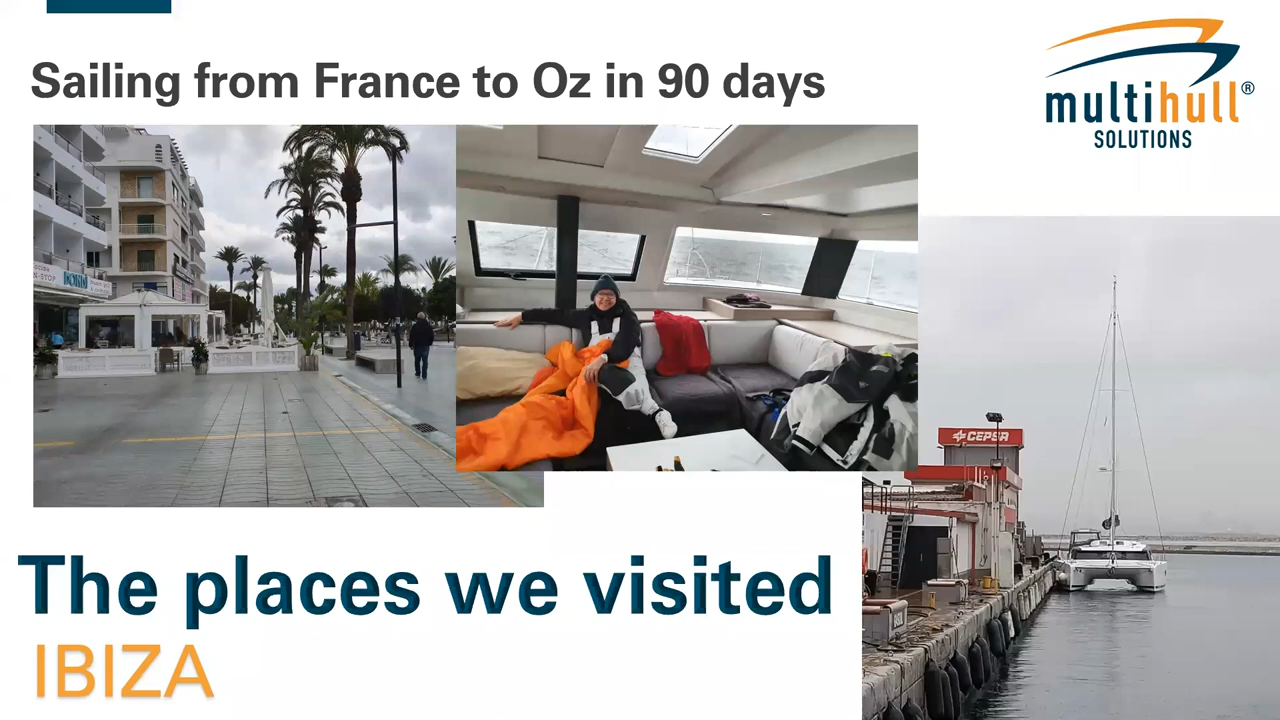 Sailing from France to Oz in 90 days
multihull®
SOLUTIONS
CEPSA
The places we visited
IBIZA